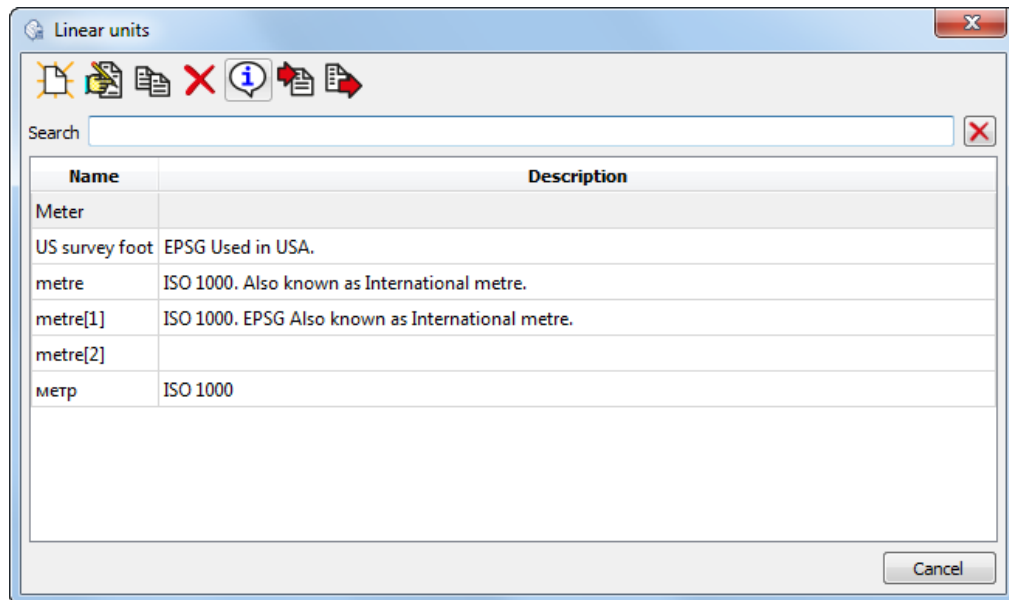 Linear units
Search
Name Description
Meter
US survey foot EPSG Used in USA.
metre ISO 1000. Also known as International metre.
metre[1] ISO 1000. EPSG Also known as International metre.
metre[2]
метр ISO 1000
Cancel